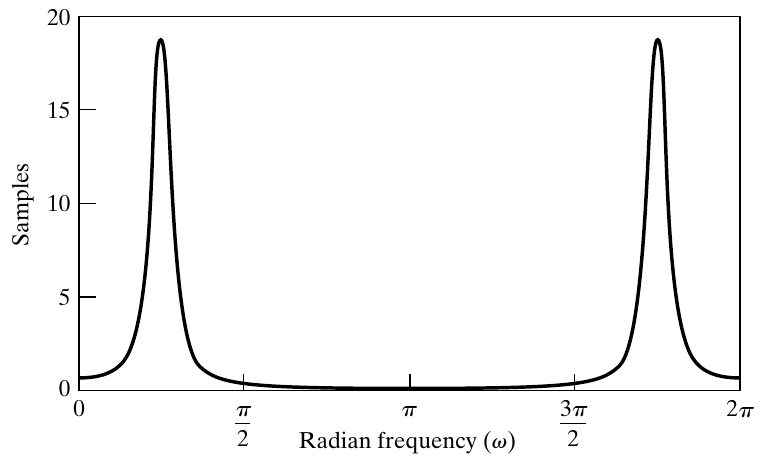 20
15
10
5
0
Samples
0
π/2
π
3π/2
2π
Radian frequency (ω)